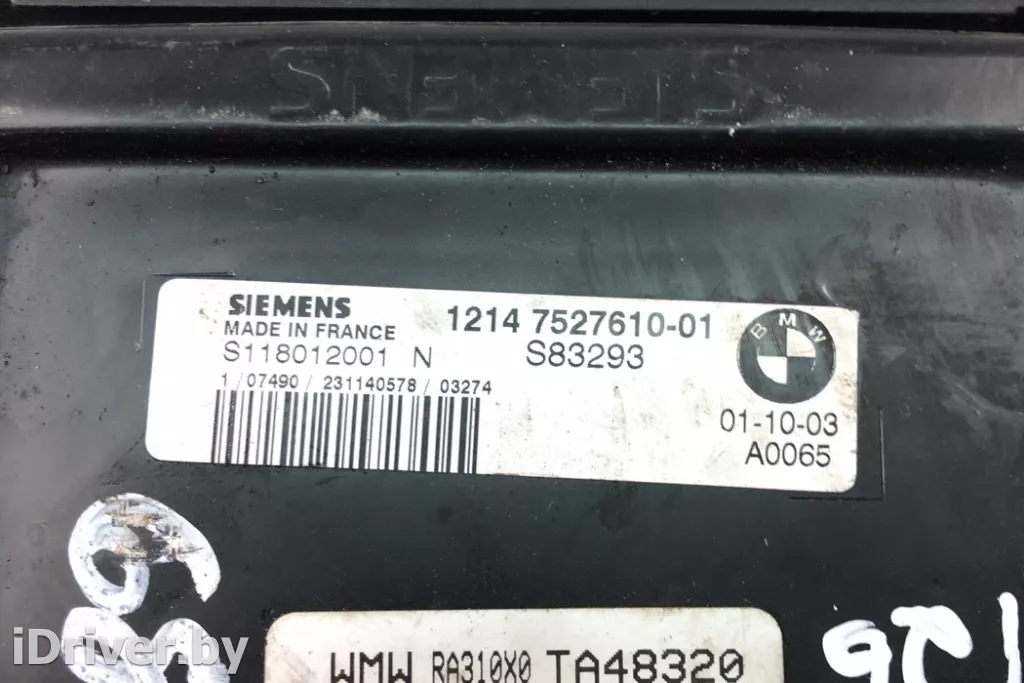 SIEMENS
SIEMENS
MADE IN FRANCE
S118012001 N
1 / 07490 / 231140578 / 03274
1214 7527610-01
S83293
BMW
01-10-03
A0065
WMW RA310X0 TA48320
iDriver.by